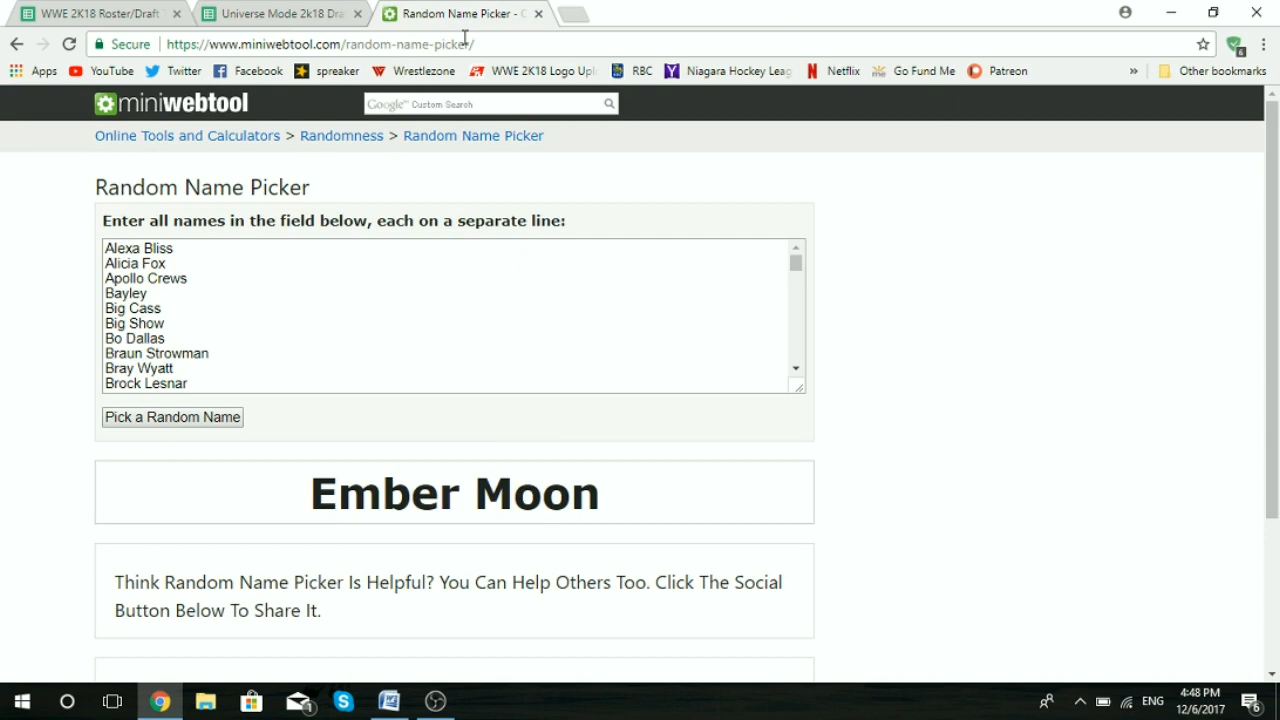 WWE 2K18 Roster/Draft
Universe Mode 2k18 Dra
Random Name Picker - C
Secure
https://www.miniwebtool.com/random-name-picker/
Apps
YouTube
Twitter
Facebook
spreaker
Wrestlezone
WWE 2K18 Logo Upl
RBC
Niagara Hockey Leag
Netflix
Go Fund Me
Patreon
»
Other bookmarks
miniwebtool
Google™ Custom Search
Online Tools and Calculators > Randomness > Random Name Picker
Random Name Picker
Enter all names in the field below, each on a separate line:
Alexa Bliss
Alicia Fox
Apollo Crews
Bayley
Big Cass
Big Show
Bo Dallas
Braun Strowman
Bray Wyatt
Brock Lesnar
Pick a Random Name
Ember Moon
Think Random Name Picker Is Helpful? You Can Help Others Too. Click The Social
Button Below To Share It.
ENG
4:48 PM
12/6/2017